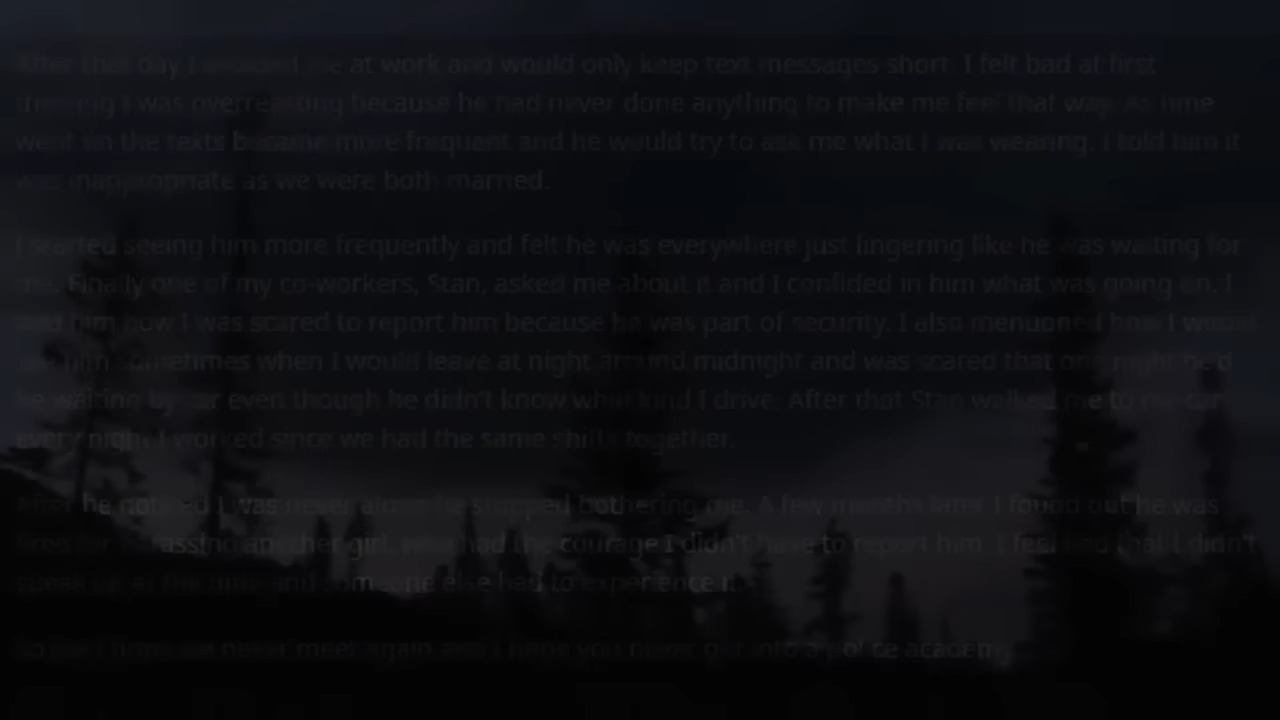 After that day I avoided me at work and would only keep text messages short. I felt bad at first
thinking I was overreacting because he had never done anything to make me feel that way. As time
went on the texts became more frequent and he would try to ask me what I was wearing. I told him it
was inappropriate as we were both married.
I started seeing him more frequently and felt he was everywhere just lingering like he was waiting for
me. Finally one of my co-workers, Stan, asked me about it and I confided in him what was going on. I
told him how I was scared to report him because he was part of security. I also mentioned how I would
see him sometimes when I would leave at night around midnight and was scared that one night he'd
be waiting by car even though he didn't know what kind I drive. After that Stan walked me to my car
every night I worked since we had the same shifts together.
After he noticed I was never alone he stopped bothering me. A few months later I found out he was
fired for harassing another girl, who had the courage I didn't have to report him. I feel bad that I didn't
speak up at the time and someone else had to experience it
I hope we never meet again and I hope you never get into a police academy